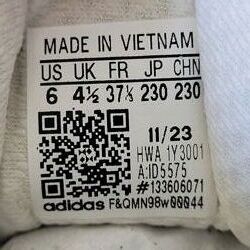 MADE IN VIETNAM
US UK FR JP CHN
6 4½ 37⅓ 230 230
11/23
HWA 1Y3001
A:ID5575
#133606071
adidas F&QMN98w00044